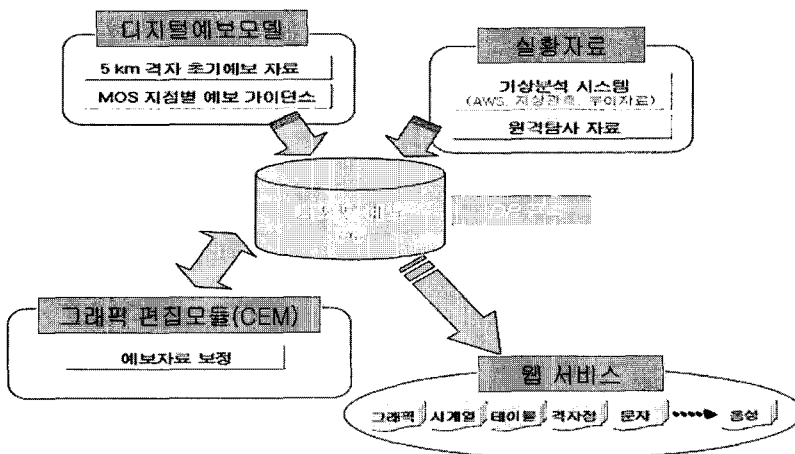 디지털예보모델
5 km 격자 초기예보 자료
MOS 지점별 예보 가이던스
실황자료
기상분석 시스템
(AWS, 지상관측, 부이자료)
원격탐사 자료
그래픽 편집모듈(CEM)
예보자료 보정
웹 서비스
그래픽 시계열 테이블 격자점 문자 음성